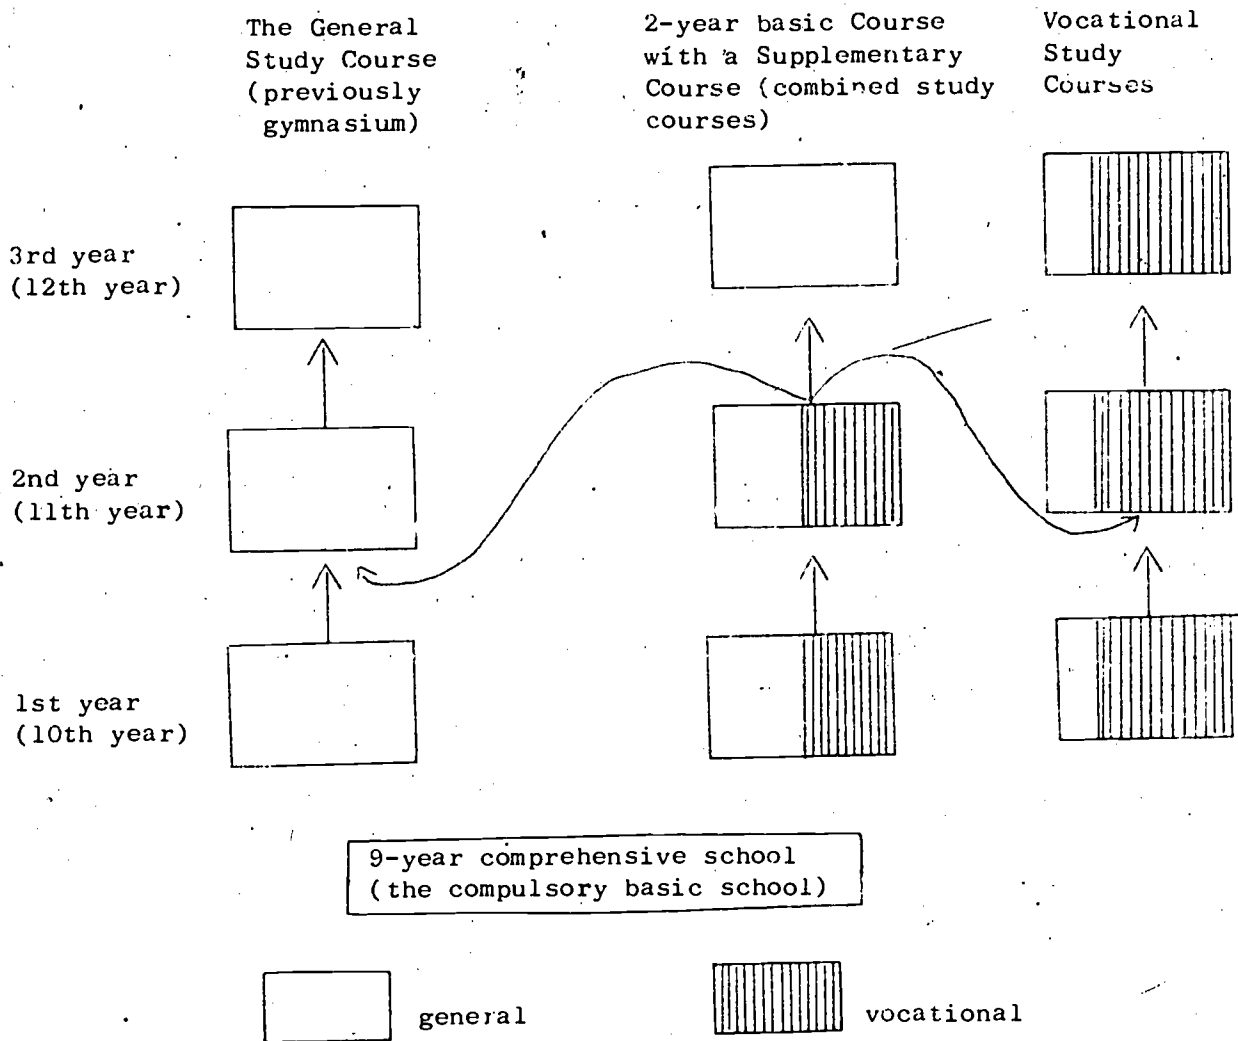 The General
Study Course
(previously
gymnasium)
2-year basic Course
with a Supplementary
Course (combined study
courses)
Vocational
Study
Courses
3rd year
(12th year)
2nd year
(11th year)
1st year
(10th year)
9-year comprehensive school
(the compulsory basic school)
general
vocational